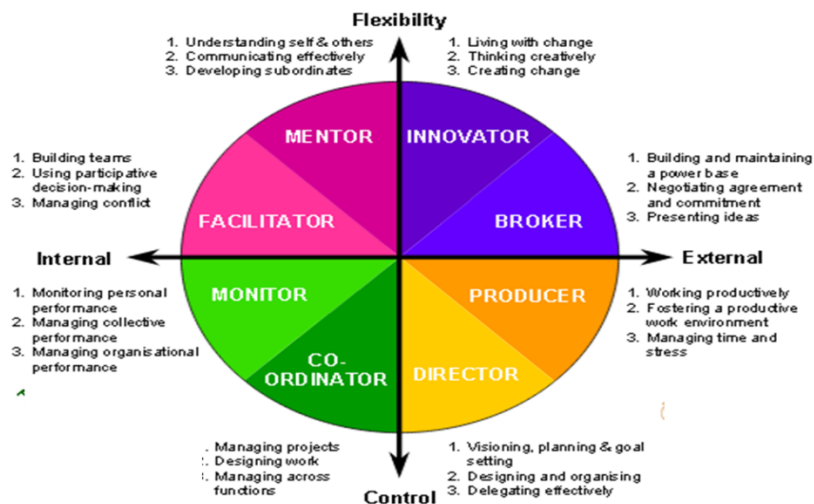 Flexibility
1. Understanding self & others
2. Communicating effectively
3. Developing subordinates
1. Living with change
2. Thinking creatively
3. Creating change
MENTOR
INNOVATOR
1. Building teams
2. Using participative
decision-making
3. Managing conflict
1. Building and maintaining
a power base
2. Negotiating agreement
and commitment
3. Presenting ideas
FACILITATOR
BROKER
Internal
External
MONITOR
PRODUCER
1. Monitoring personal
performance
2. Managing collective
performance
3. Managing organisational
performance
1. Working productively
2. Fostering a productive
work environment
3. Managing time and
stress
CO-
ORDINATOR
DIRECTOR
. Managing projects
2. Designing work
3. Managing across
functions
1. Visioning, planning & goal
setting
2. Designing and organising
3. Delegating effectively
Control